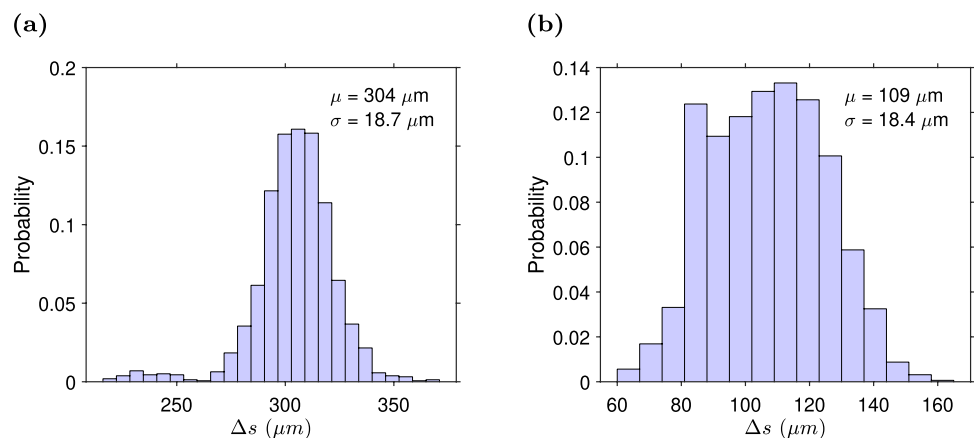 (a)
(b)
μ = 304 μm
σ = 18.7 μm
0.2
0.15
0.1
0.05
0
Probability
250
300
350
Δs (μm)
μ = 109 μm
σ = 18.4 μm
0.14
0.12
0.1
0.08
0.06
0.04
0.02
0
Probability
60
80
100
120
140
160
Δs (μm)